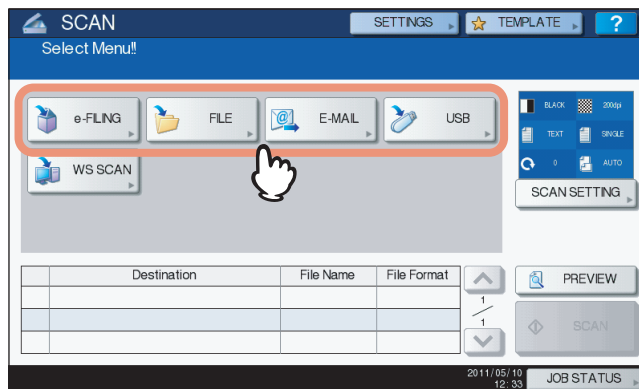 SCAN
SETTINGS
TEMPLATE
?
Select Menu!!
e-FILING
FILE
E-MAIL
USB
WS SCAN
BLACK
200dpi
TEXT
SINGLE
0
AUTO
SCAN SETTING
Destination
File Name
File Format
PREVIEW
1
1
SCAN
2011/05/10
12:33
JOB STATUS